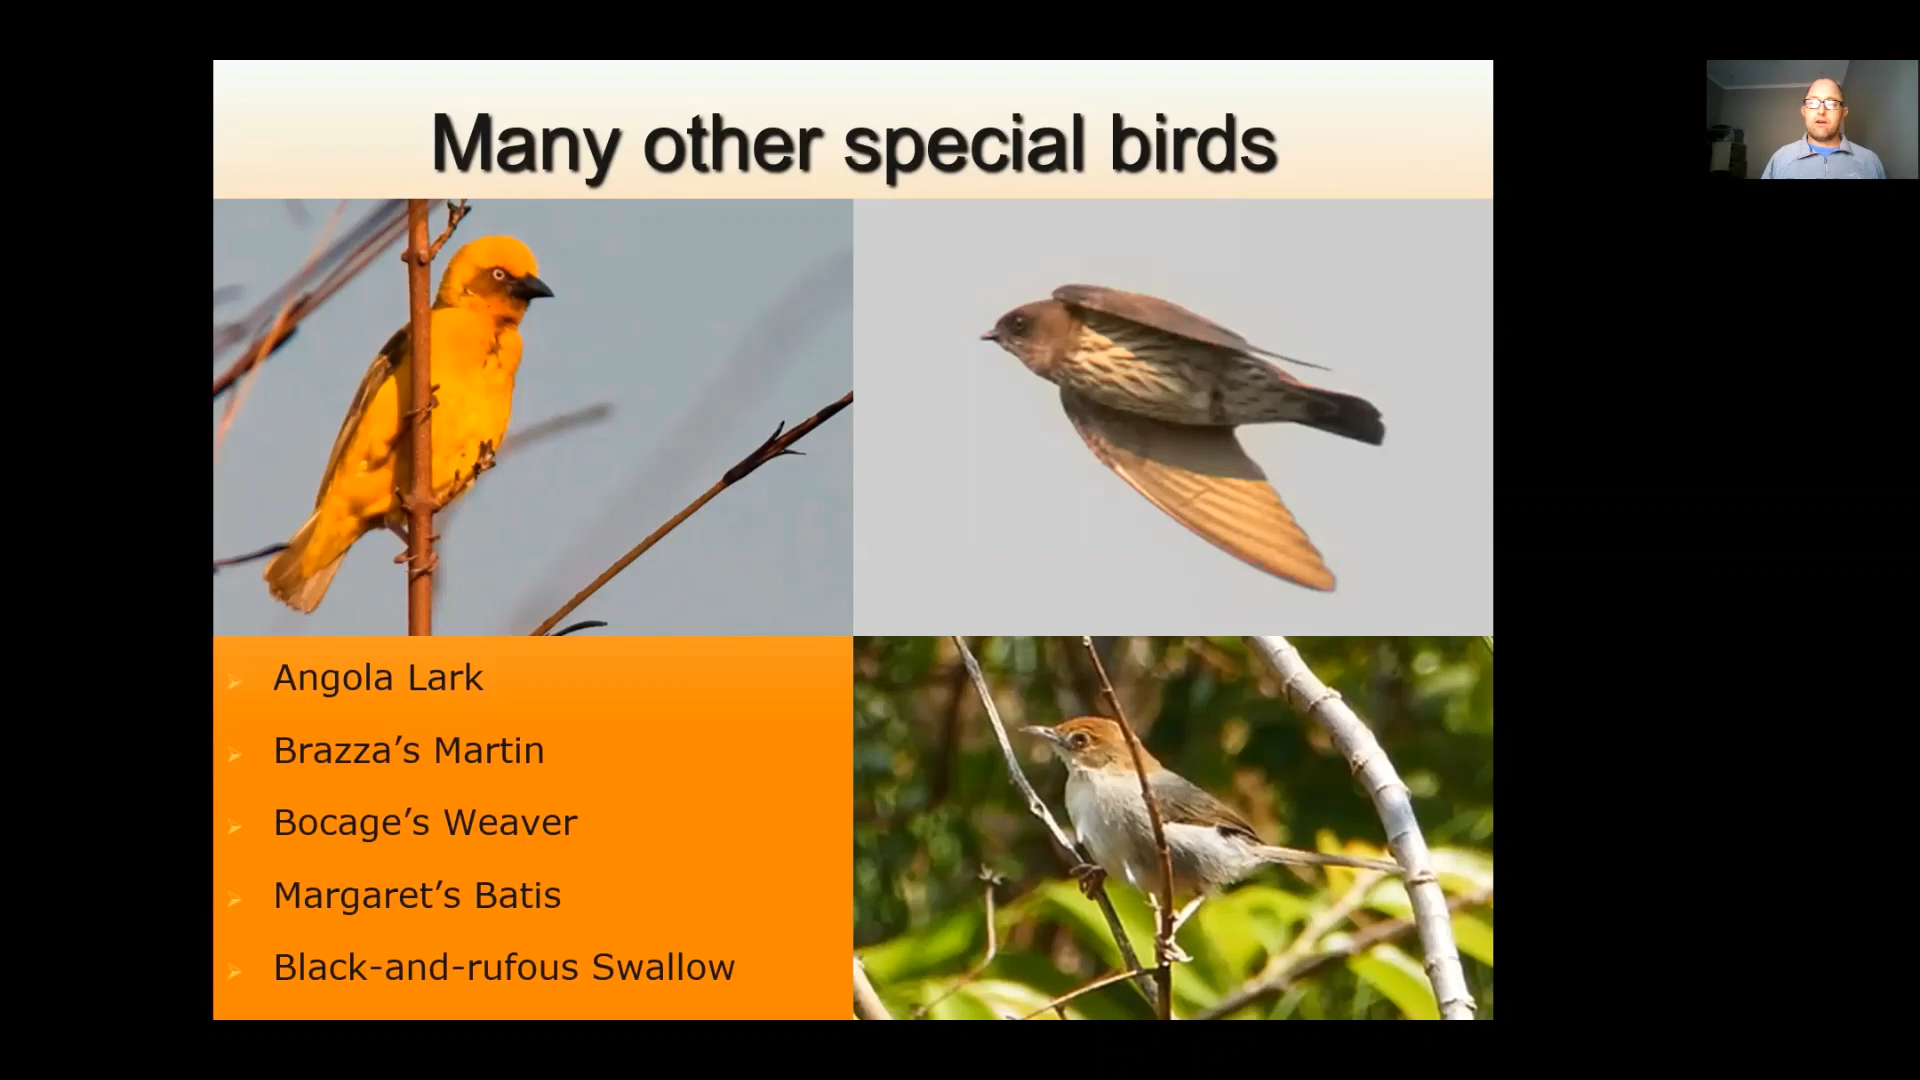 Many other special birds
Angola Lark
Brazza’s Martin
Bocage’s Weaver
Margaret’s Batis
Black-and-rufous Swallow